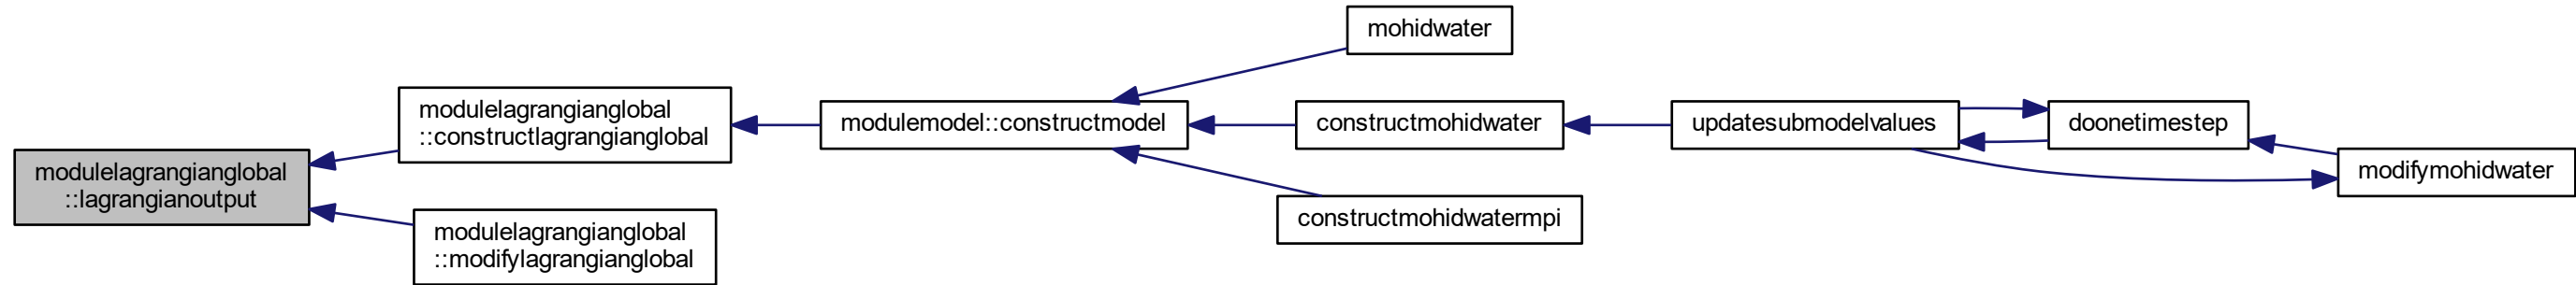 modulelagrangianglobal
::lagrangianoutput
modulelagrangianglobal
::constructlagrangianglobal
modulelagrangianglobal
::modifylagrangianglobal
modulemodel::constructmodel
mohidwater
constructmohidwater
constructmohidwatermpi
updatesubmodelvalues
doonetimestep
modifymohidwater